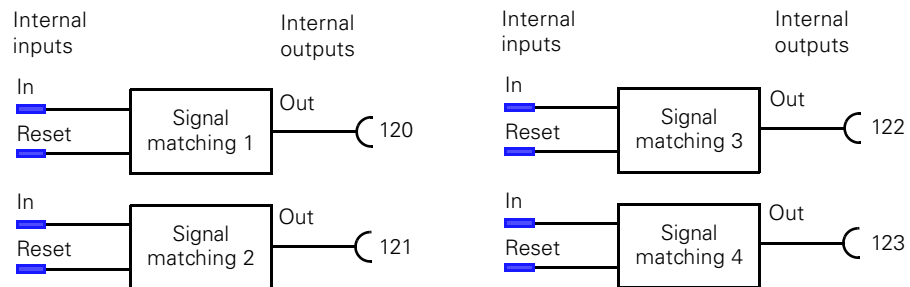 Internal
inputs
Internal
outputs
In
Reset
Signal
matching 1
Out
120
In
Reset
Signal
matching 2
Out
121
Internal
inputs
Internal
outputs
In
Reset
Signal
matching 3
Out
122
In
Reset
Signal
matching 4
Out
123